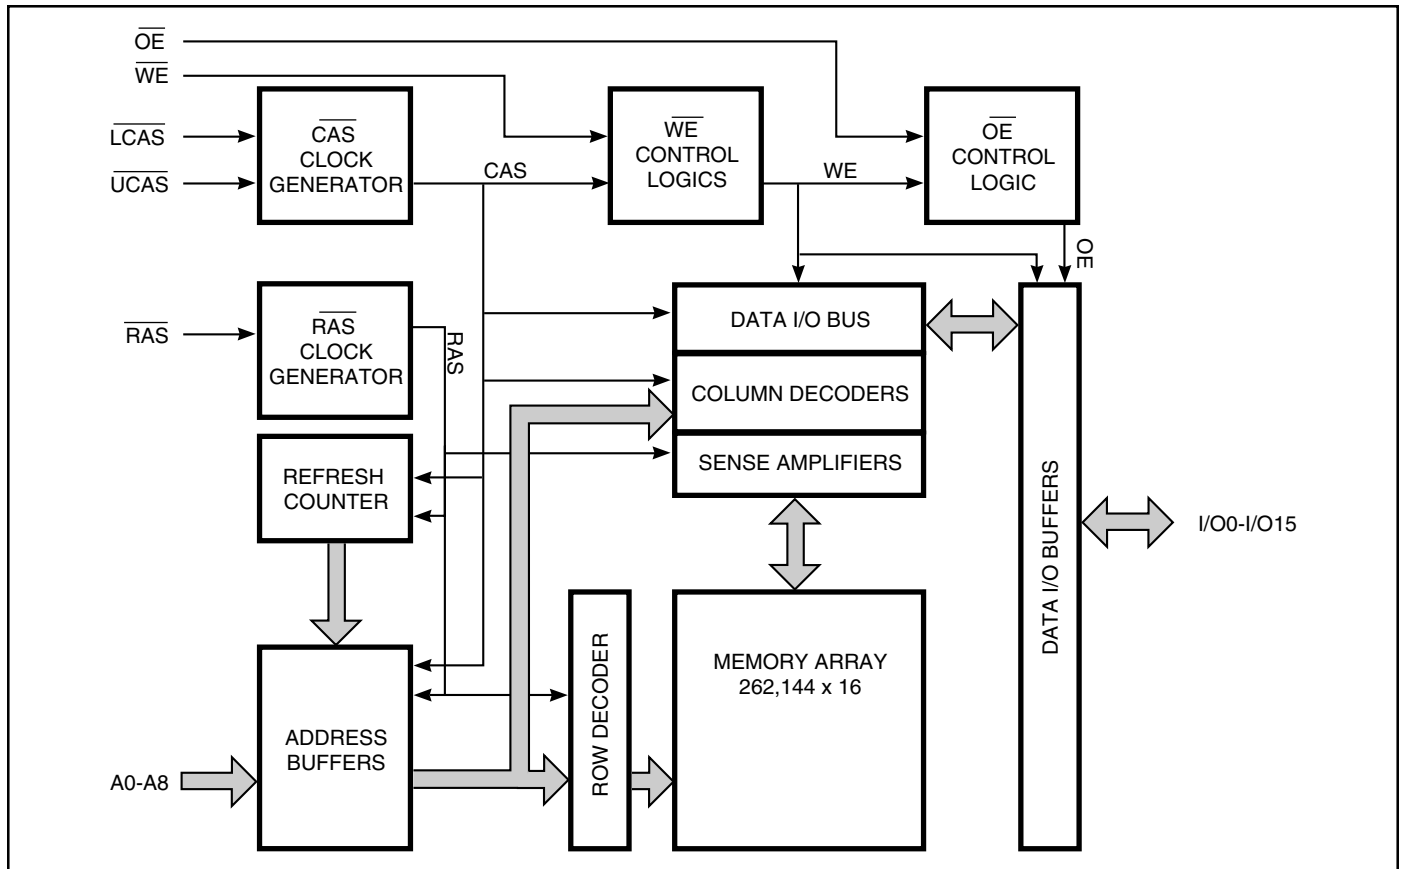 OE
WE
LCAS
UCAS
CAS
CLOCK
GENERATOR
CAS
WE
CONTROL
LOGICS
WE
OE
CONTROL
LOGIC
OE
RAS
RAS
CLOCK
GENERATOR
RAS
DATA I/O BUS
COLUMN DECODERS
SENSE AMPLIFIERS
REFRESH
COUNTER
DATA I/O BUFFERS
I/O0-I/O15
ROW DECODER
MEMORY ARRAY
262,144 x 16
ADDRESS
BUFFERS
A0-A8